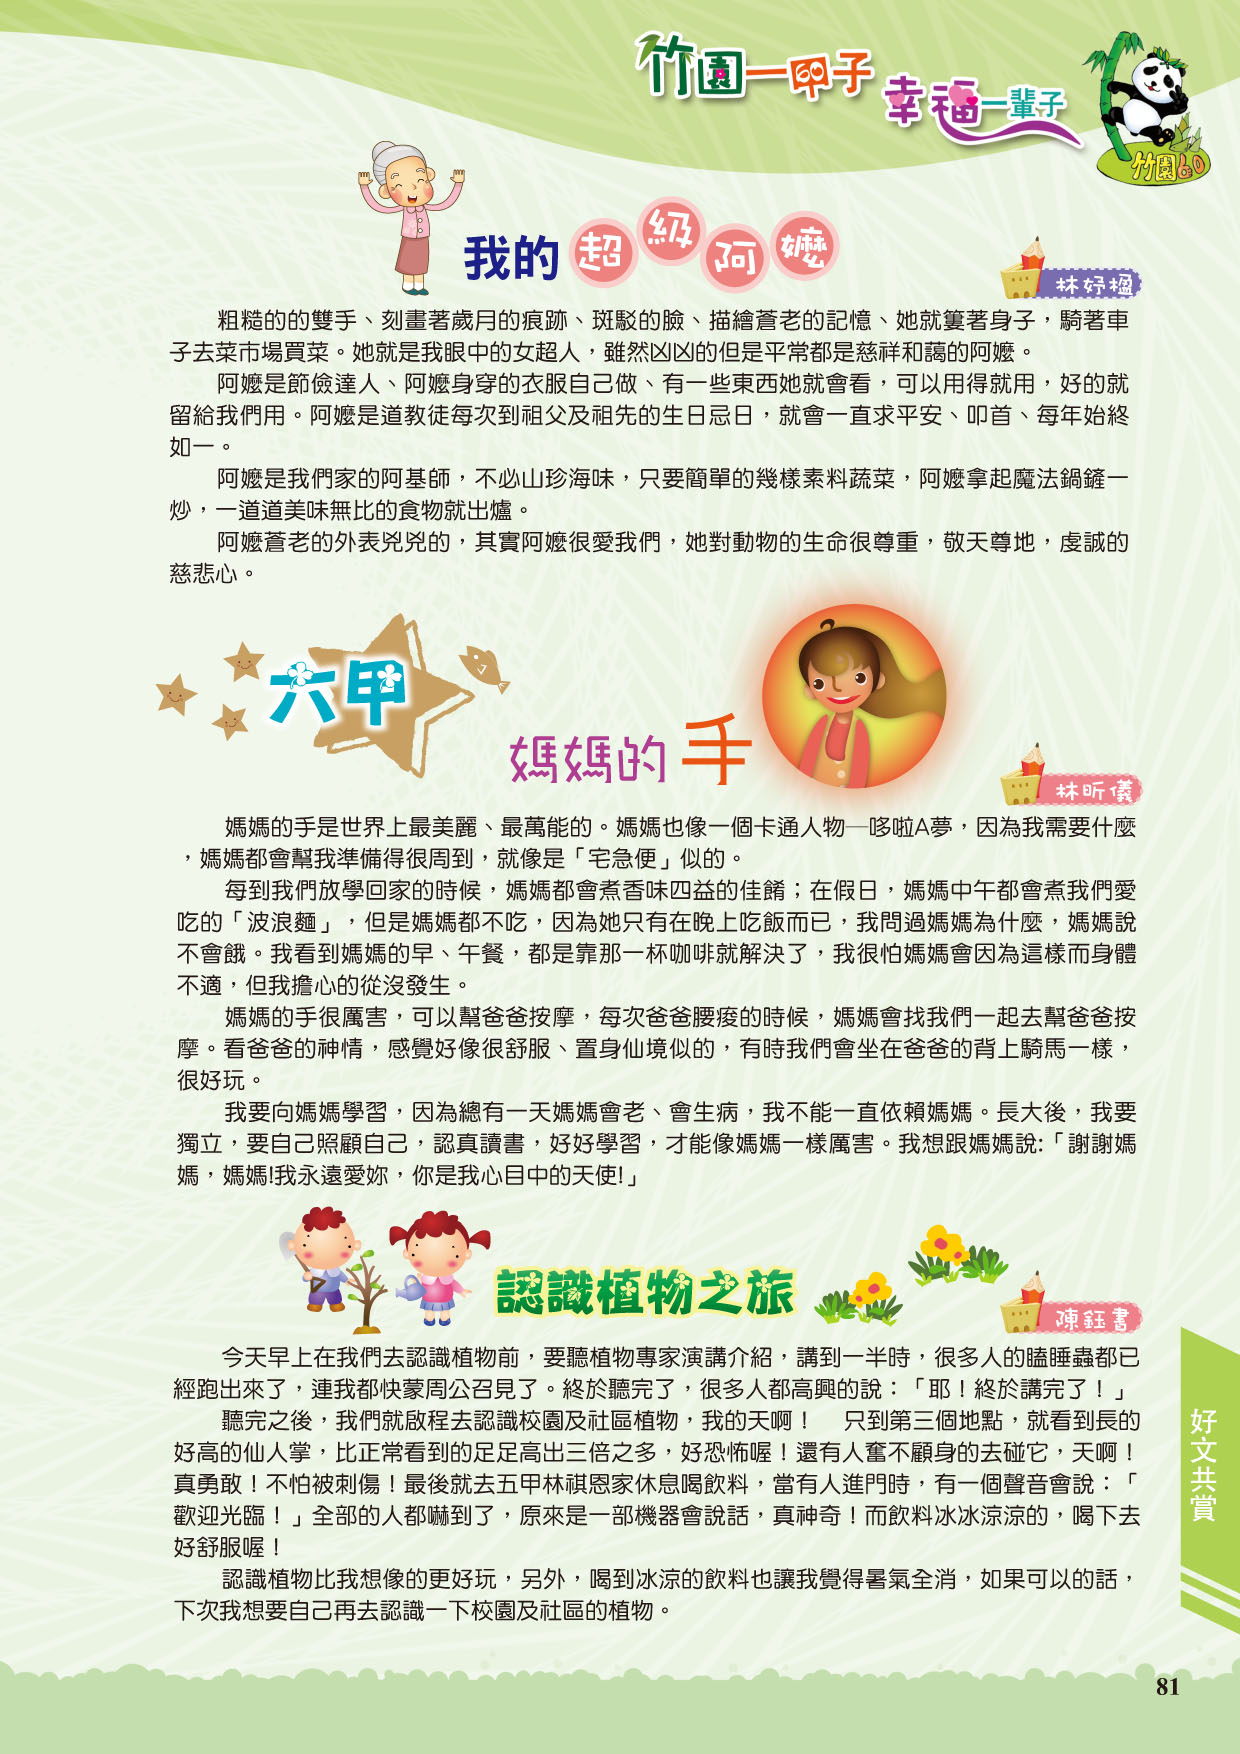 竹園一甲子
幸福一輩子
竹園60
我的超級阿嬤
林妤楹
粗糙的的雙手、刻畫著歲月的痕跡、斑駁的臉、描繪蒼老的記憶、她就簍著身子，騎著車
子去菜市場買菜。她就是我眼中的女超人，雖然凶凶的但是平常都是慈祥和謁的阿嬤。
阿嬤是節儉達人、阿嬤身穿的衣服自己做、有一些東西她就會看，可以用得就用，好的就
留給我們用。阿嬤是道教徒每次到祖父及祖先的生日忌日，就會一直求平安、叩首、每年始終
如一。
阿嬤是我們家的阿基師，不必山珍海味，只要簡單的幾樣素料蔬菜，阿嬤拿起魔法鍋鏟一
炒，一道道美味無比的食物就出爐。
阿嬤蒼老的外表兇兇的，其實阿嬤很愛我們，她對動物的生命很尊重，敬天尊地，虔誠的
慈悲心。
六甲
媽媽的手
林昕儀
媽媽的手是世界上最美麗、最萬能的。媽媽也像一個卡通人物─哆啦A夢，因為我需要什麼
，媽媽都會幫我準備得很周到，就像是「宅急便」似的。
每到我們放學回家的時候，媽媽都會煮香味四益的佳餚；在假日，媽媽中午都會煮我們愛
吃的「波浪麵」，但是媽媽都不吃，因為她只有在晚上吃飯而已，我問過媽媽為什麼，媽媽說
不會餓。我看到媽媽的早、午餐，都是靠那一杯咖啡就解決了，我很怕媽媽會因為這樣而身體
不適，但我擔心的從沒發生。
媽媽的手很厲害，可以幫爸爸按摩，每次爸爸腰痠的時候，媽媽會找我們一起去幫爸爸按
摩。看爸爸的神情，感覺好像很舒服、置身仙境似的，有時我們會坐在爸爸的背上騎馬一樣，
很好玩。
我要向媽媽學習，因為總有一天媽媽會老、會生病，我不能一直依賴媽媽。長大後，我要
獨立，要自己照顧自己，認真讀書，好好學習，才能像媽媽一樣厲害。我想跟媽媽說:「謝謝媽
媽，媽媽!我永遠愛妳，你是我心目中的天使!」
認識植物之旅
陳鈺書
今天早上在我們去認識植物前，要聽植物專家演講介紹，講到一半時，很多人的瞌睡蟲都已
經跑出來了，連我都快蒙周公召見了。終於聽完了，很多人都高興的說：「耶！終於講完了！」
聽完之後，我們就啟程去認識校園及社區植物，我的天啊！　只到第三個地點，就看到長的
好高的仙人掌，比正常看到的足足高出三倍之多，好恐怖喔！還有人奮不顧身的去碰它，天啊！
真勇敢！不怕被刺傷！最後就去五甲林祺恩家休息喝飲料，當有人進門時，有一個聲音會說：「
歡迎光臨！」全部的人都嚇到了，原來是一部機器會說話，真神奇！而飲料冰冰涼涼的，喝下去
好舒服喔！
認識植物比我想像的更好玩，另外，喝到冰涼的飲料也讓我覺得暑氣全消，如果可以的話，
下次我想要自己再去認識一下校園及社區的植物。
好文共賞
81